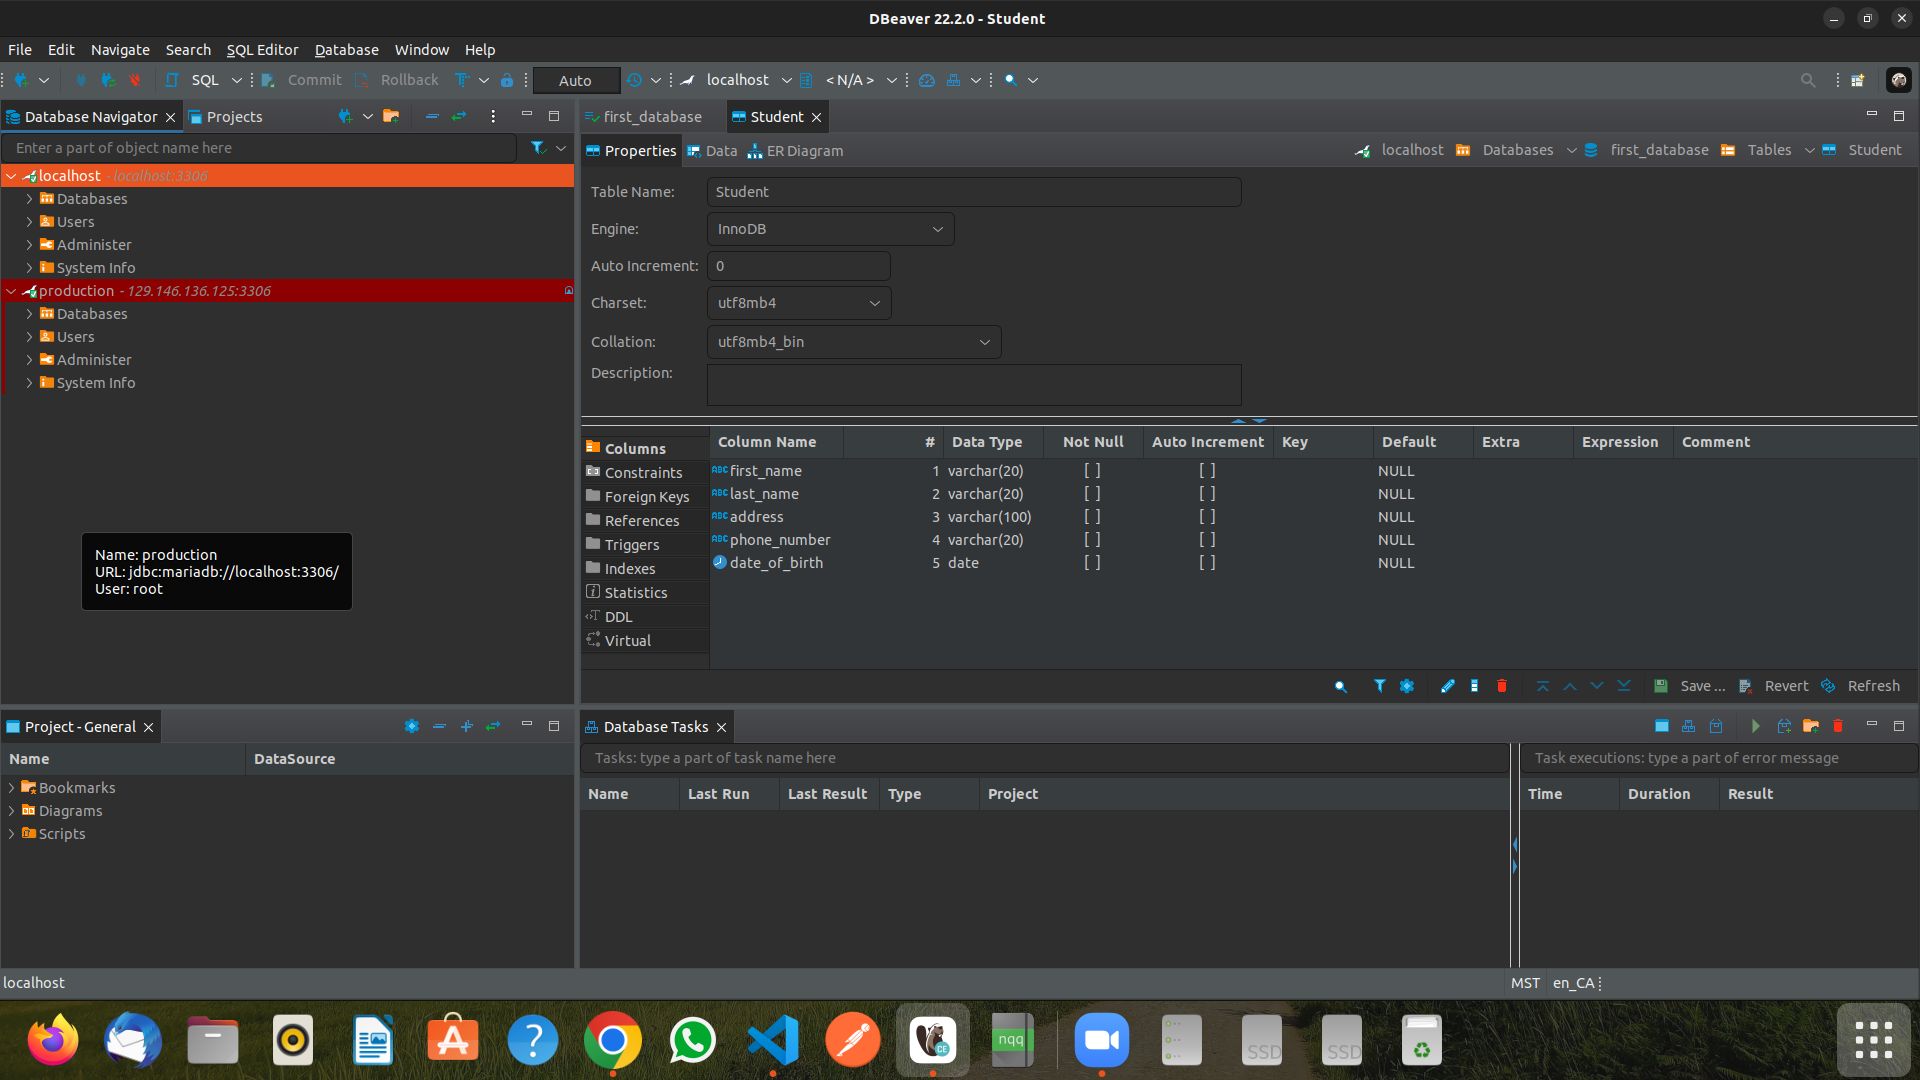 DBeaver 22.2.0 - Student
File Edit Navigate Search SQL Editor Database Window Help
SQL Commit Rollback Auto localhost < N/A >
Database Navigator Projects
Enter a part of object name here
localhost - localhost:3306
Databases
Users
Administer
System Info
production - 129.146.136.125:3306
Databases
Users
Administer
System Info
Name: production
URL: jdbc:mariadb://localhost:3306/
User: root
first_database Student
Properties Data ER Diagram localhost Databases first_database Tables Student
Table Name: Student
Engine: InnoDB
Auto Increment: 0
Charset: utf8mb4
Collation: utf8mb4_bin
Description:
Columns
Constraints
Foreign Keys
References
Triggers
Indexes
Statistics
DDL
Virtual
Column Name # Data Type Not Null Auto Increment Key Default Extra Expression Comment
ABC first_name 1 varchar(20) [ ] [ ] NULL
ABC last_name 2 varchar(20) [ ] [ ] NULL
ABC address 3 varchar(100) [ ] [ ] NULL
ABC phone_number 4 varchar(20) [ ] [ ] NULL
date_of_birth 5 date [ ] [ ] NULL
Save ... Revert Refresh
Project - General
Name DataSource
Bookmarks
Diagrams
Scripts
Database Tasks
Tasks: type a part of task name here
Name Last Run Last Result Type Project
Task executions: type a part of error message
Time Duration Result
localhost MST en_CA
CE nqq SSD SSD